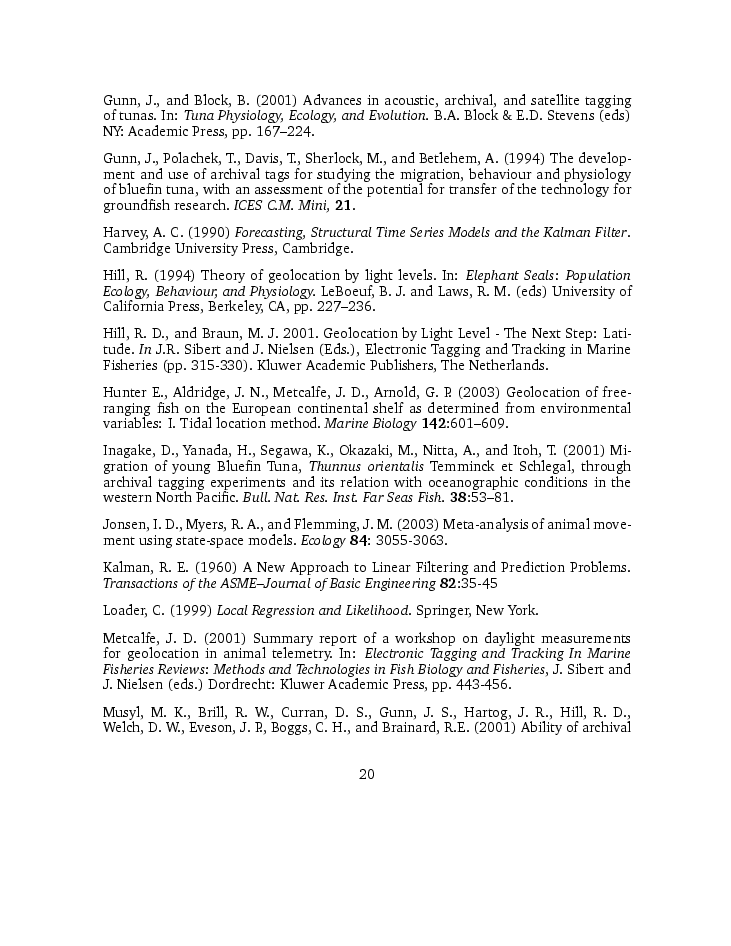 Gunn, J., and Block, B. (2001) Advances in acoustic, archival, and satellite tagging
of tunas. In: Tuna Physiology, Ecology, and Evolution. B.A. Block & E.D. Stevens (eds)
NY: Academic Press, pp. 167–224.
Gunn, J., Polachek, T., Davis, T., Sherlock, M., and Betlehem, A. (1994) The develop-
ment and use of archival tags for studying the migration, behaviour and physiology
of bluefin tuna, with an assessment of the potential for transfer of the technology for
groundfish research. ICES C.M. Mini, 21.
Harvey, A. C. (1990) Forecasting, Structural Time Series Models and the Kalman Filter.
Cambridge University Press, Cambridge.
Hill, R. (1994) Theory of geolocation by light levels. In: Elephant Seals: Population
Ecology, Behaviour, and Physiology. LeBoeuf, B. J. and Laws, R. M. (eds) University of
California Press, Berkeley, CA, pp. 227–236.
Hill, R. D., and Braun, M. J. 2001. Geolocation by Light Level - The Next Step: Lati-
tude. In J.R. Sibert and J. Nielsen (Eds.), Electronic Tagging and Tracking in Marine
Fisheries (pp. 315-330). Kluwer Academic Publishers, The Netherlands.
Hunter E., Aldridge, J. N., Metcalfe, J. D., Arnold, G. P. (2003) Geolocation of free-
ranging fish on the European continental shelf as determined from environmental
variables: I. Tidal location method. Marine Biology 142:601–609.
Inagake, D., Yanada, H., Segawa, K., Okazaki, M., Nitta, A., and Itoh, T. (2001) Mi-
gration of young Bluefin Tuna, Thunnus orientalis Temminck et Schlegal, through
archival tagging experiments and its relation with oceanographic conditions in the
western North Pacific. Bull. Nat. Res. Inst. Far Seas Fish. 38:53–81.
Jonsen, I. D., Myers, R. A., and Flemming, J. M. (2003) Meta-analysis of animal move-
ment using state-space models. Ecology 84: 3055-3063.
Kalman, R. E. (1960) A New Approach to Linear Filtering and Prediction Problems.
Transactions of the ASME–Journal of Basic Engineering 82:35-45
Loader, C. (1999) Local Regression and Likelihood. Springer, New York.
Metcalfe, J. D. (2001) Summary report of a workshop on daylight measurements
for geolocation in animal telemetry. In: Electronic Tagging and Tracking In Marine
Fisheries Reviews: Methods and Technologies in Fish Biology and Fisheries, J. Sibert and
J. Nielsen (eds.) Dordrecht: Kluwer Academic Press, pp. 443-456.
Musyl, M. K., Brill, R. W., Curran, D. S., Gunn, J. S., Hartog, J. R., Hill, R. D.,
Welch, D. W., Eveson, J. P., Boggs, C. H., and Brainard, R.E. (2001) Ability of archival
20